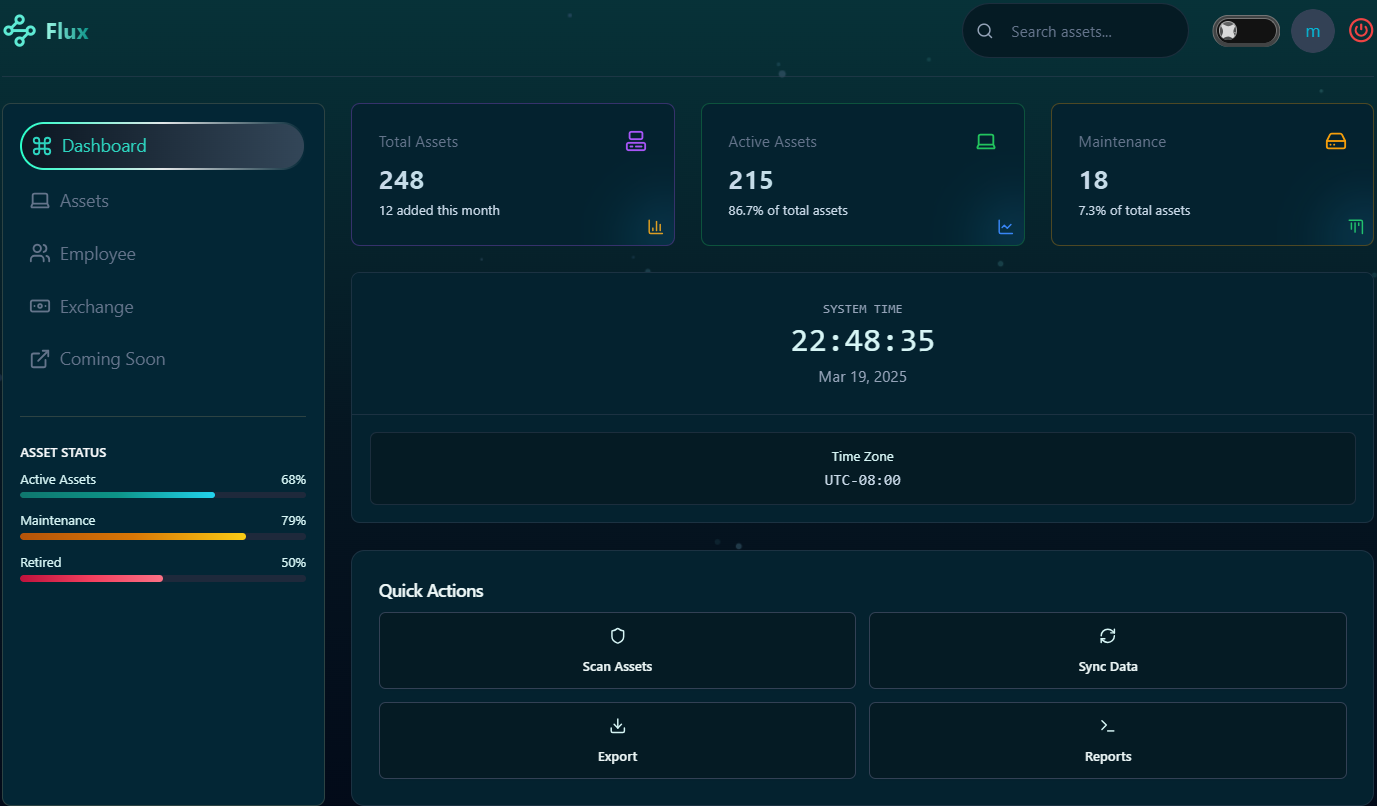 Flux
Search assets...
m
Dashboard
Assets
Employee
Exchange
Coming Soon
ASSET STATUS
Active Assets 68%
Maintenance 79%
Retired 50%
Total Assets
248
12 added this month
Active Assets
215
86.7% of total assets
Maintenance
18
7.3% of total assets
SYSTEM TIME
22:48:35
Mar 19, 2025
Time Zone
UTC-08:00
Quick Actions
Scan Assets
Sync Data
Export
Reports